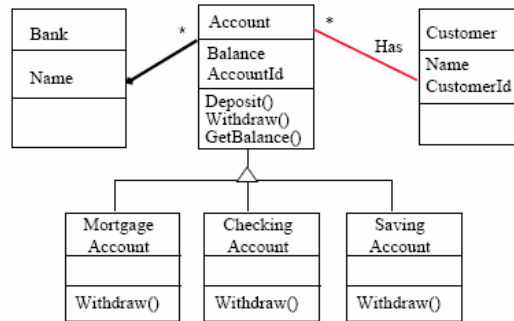 Bank
Name
*
Account
Balance
AccountId
Deposit()
Withdraw()
GetBalance()
*
Has
Customer
Name
CustomerId
Mortgage
Account
Withdraw()
Checking
Account
Withdraw()
Saving
Account
Withdraw()